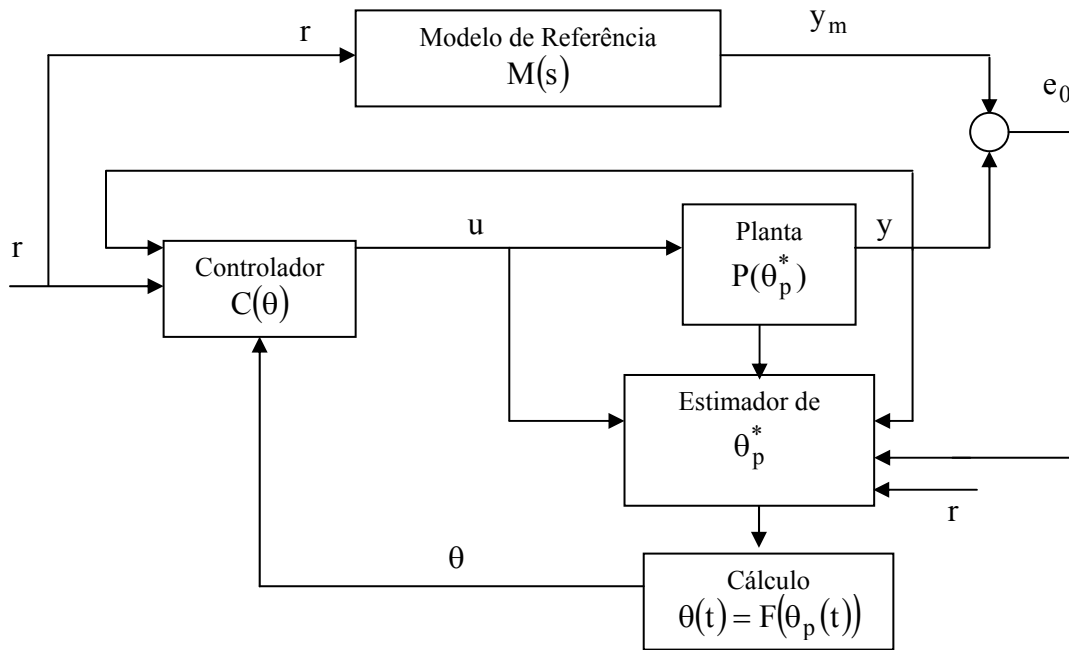 r
Modelo de Referência
M(s)
y_m
e_0
r
Controlador
C(θ)
u
Planta
P(θ_p^*)
y
Estimador de
θ_p^*
r
θ
Cálculo
θ(t) = F(θ_p(t))